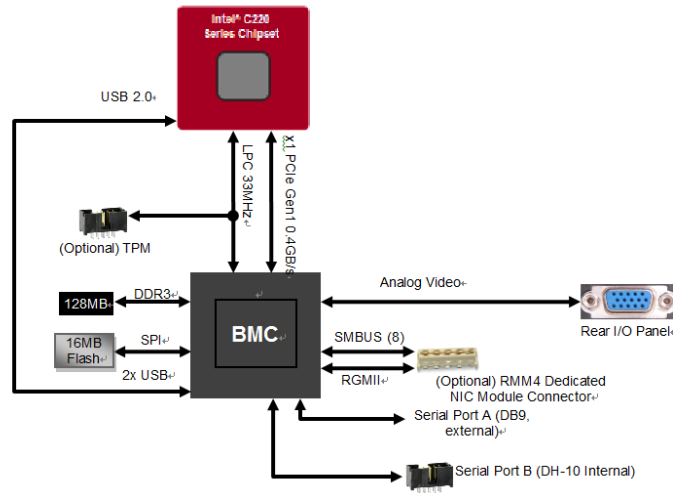 Intel® C220
Series Chipset
USB 2.0
LPC 33MHz
x1 PCIe Gen1 0.4GB/s
(Optional) TPM
128MB
DDR3
Analog Video
Rear I/O Panel
BMC
16MB
Flash
SPI
SMBUS (8)
RGMII
2x USB
(Optional) RMM4 Dedicated
NIC Module Connector
Serial Port A (DB9,
external)
Serial Port B (DH-10 Internal)